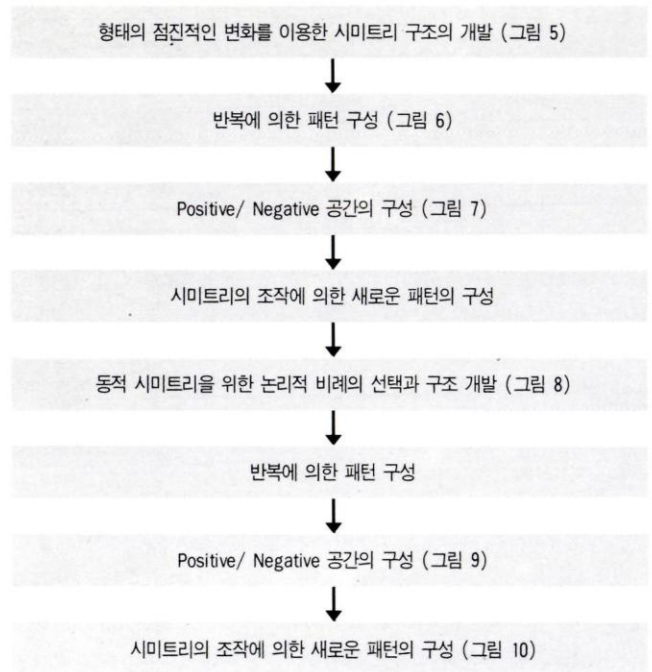 형태의 점진적인 변화를 이용한 시미트리 구조의 개발 (그림 5)
반복에 의한 패턴 구성 (그림 6)
Positive/ Negative 공간의 구성 (그림 7)
시미트리의 조작에 의한 새로운 패턴의 구성
동적 시미트리을 위한 논리적 비례의 선택과 구조 개발 (그림 8)
반복에 의한 패턴 구성
Positive/ Negative 공간의 구성 (그림 9)
시미트리의 조작에 의한 새로운 패턴의 구성 (그림 10)